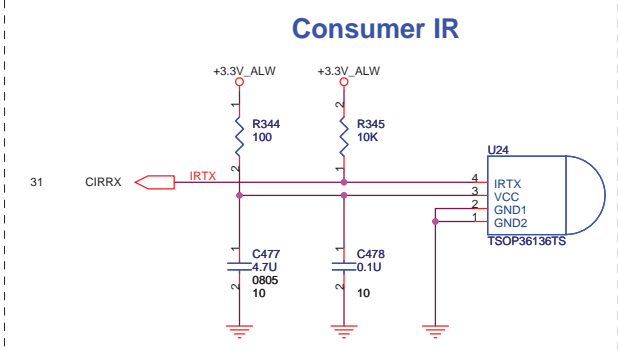 Consumer IR
+3.3V_ALW
+3.3V_ALW
1
2
R344
100
R345
10K
2
1
U24
31
CIRRX
IRTX
4
IRTX
3
VCC
2
GND1
1
GND2
TSOP36136TS
1
C477
4.7U
0805
10
2
1
C478
0.1U
10
2